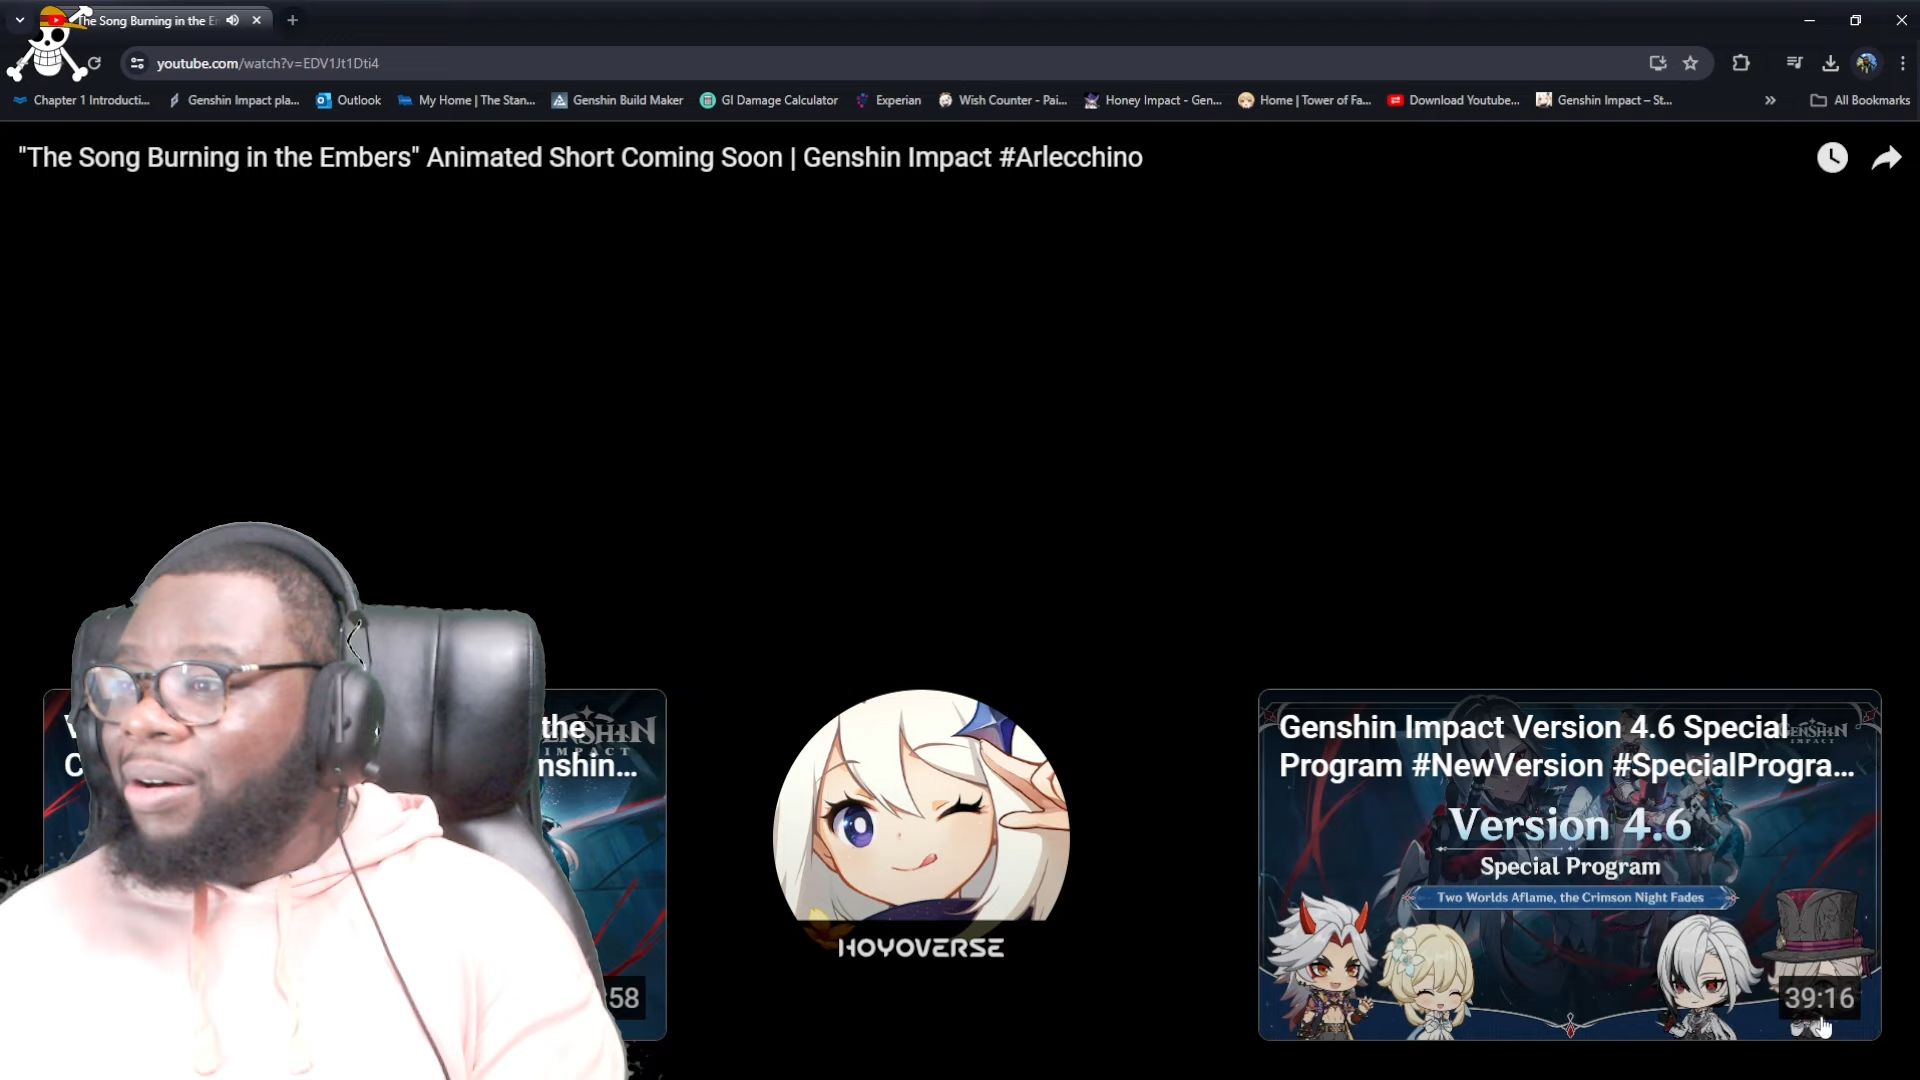 The Song Burning in the E
youtube.com/watch?v=EDV1Jt1Dti4
Chapter 1 Introducti...
Genshin Impact pla...
Outlook
My Home | The Stan...
Genshin Build Maker
GI Damage Calculator
Experian
Wish Counter - Pai...
Honey Impact - Gen...
Home | Tower of Fa...
Download Youtube...
Genshin Impact – St...
All Bookmarks
"The Song Burning in the Embers" Animated Short Coming Soon | Genshin Impact #Arlecchino
the
nshin...
GENSHIN
IMPACT
:58
HOYOVERSE
Genshin Impact Version 4.6 Special
Program #NewVersion #SpecialProgra...
GENSHIN
IMPACT
Version 4.6
Special Program
Two Worlds Aflame, the Crimson Night Fades
39:16